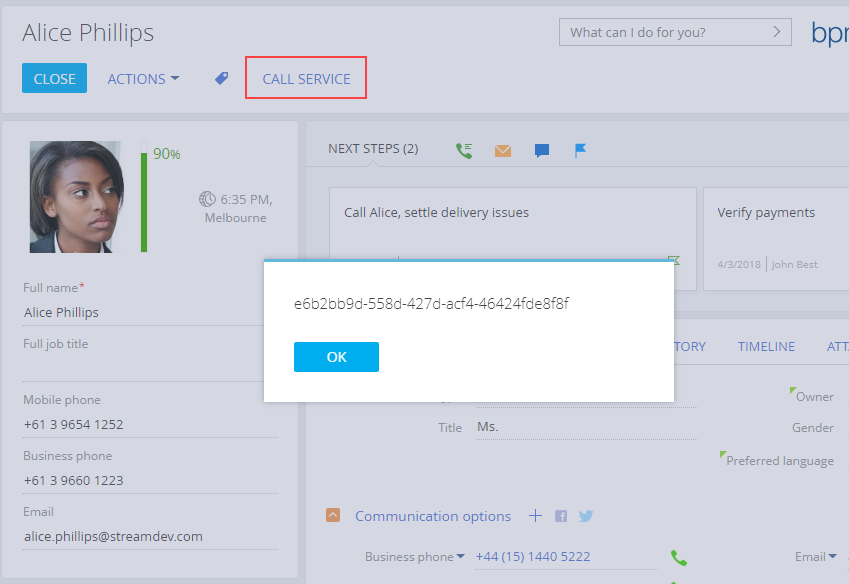 Alice Phillips
What can I do for you?
CLOSE
ACTIONS
CALL SERVICE
90%
6:35 PM,
Melbourne
NEXT STEPS (2)
Call Alice, settle delivery issues
Verify payments
4/3/2018
John Best
e6b2bb9d-558d-427d-acf4-46424fde8f8f
OK
Full name*
Alice Phillips
Full job title
Mobile phone
+61 3 9654 1252
Business phone
+61 3 9660 1223
Email
alice.phillips@streamdev.com
TORY
TIMELINE
ATTA
Owner
Title
Ms.
Gender
Preferred language
Communication options
Business phone
+44 (15) 1440 5222
Email